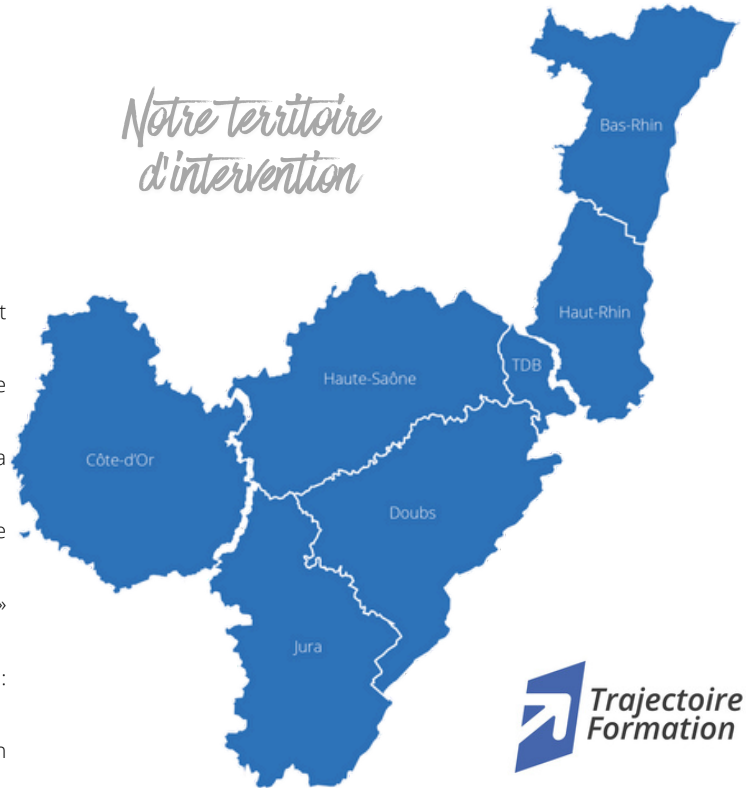 Notre territoire
d'intervention
Bas-Rhin
Haut-Rhin
TDB
Haute-Saône
Côte-d'Or
Doubs
Jura
t
e
a
e
»
:
n
Trajectoire
Formation